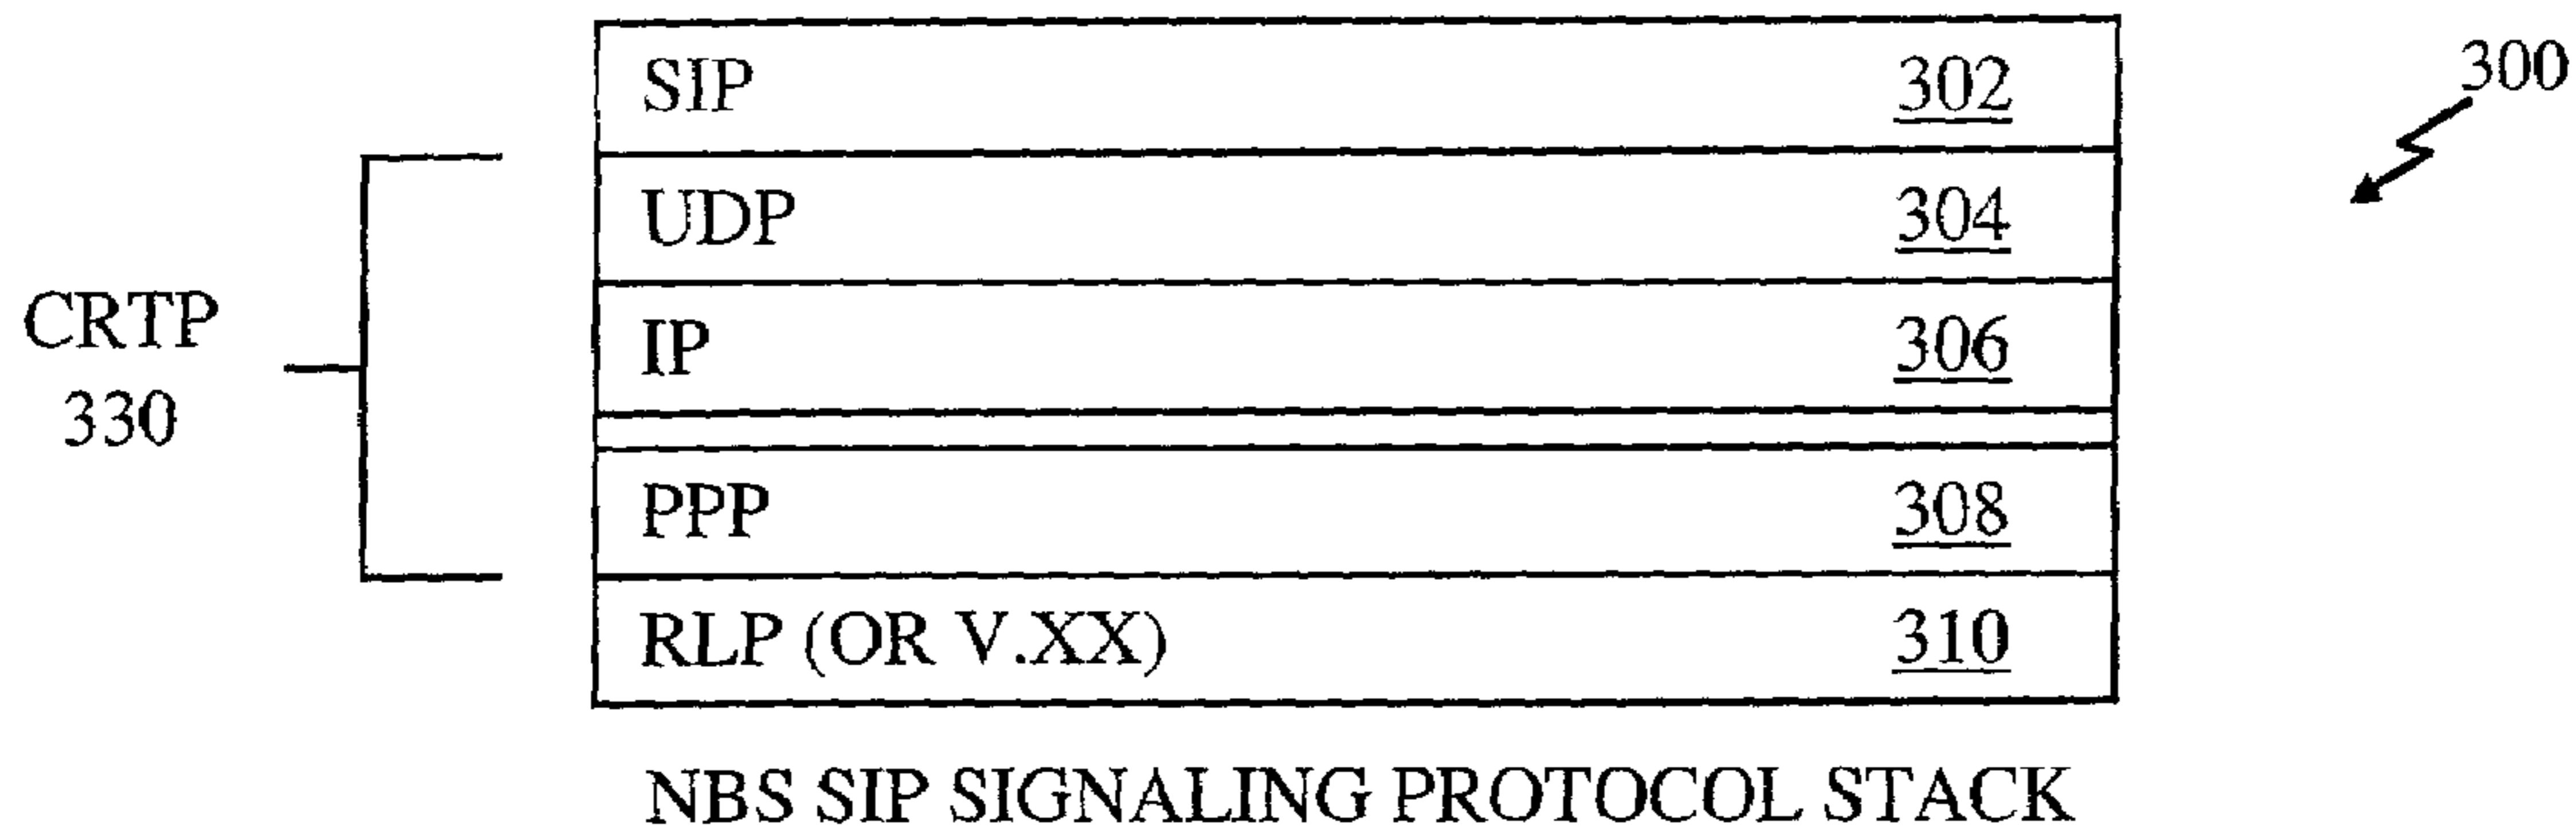 SIP 302
300
UDP 304
CRTP
330
IP 306
PPP 308
RLP (OR V.XX) 310
NBS SIP SIGNALING PROTOCOL STACK